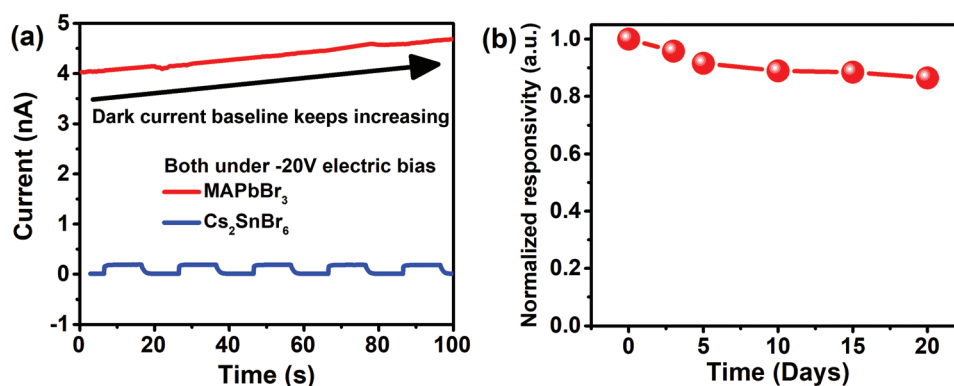 (a)
Current (nA)
5
4
3
2
1
0
-1
Dark current baseline keeps increasing
Both under -20V electric bias
MAPbBr₃
Cs₂SnBr₆
0 20 40 60 80 100
Time (s)
(b)
Normalized responsivity (a.u.)
1.0
0.8
0.6
0.4
0.2
0.0
0 5 10 15 20
Time (Days)